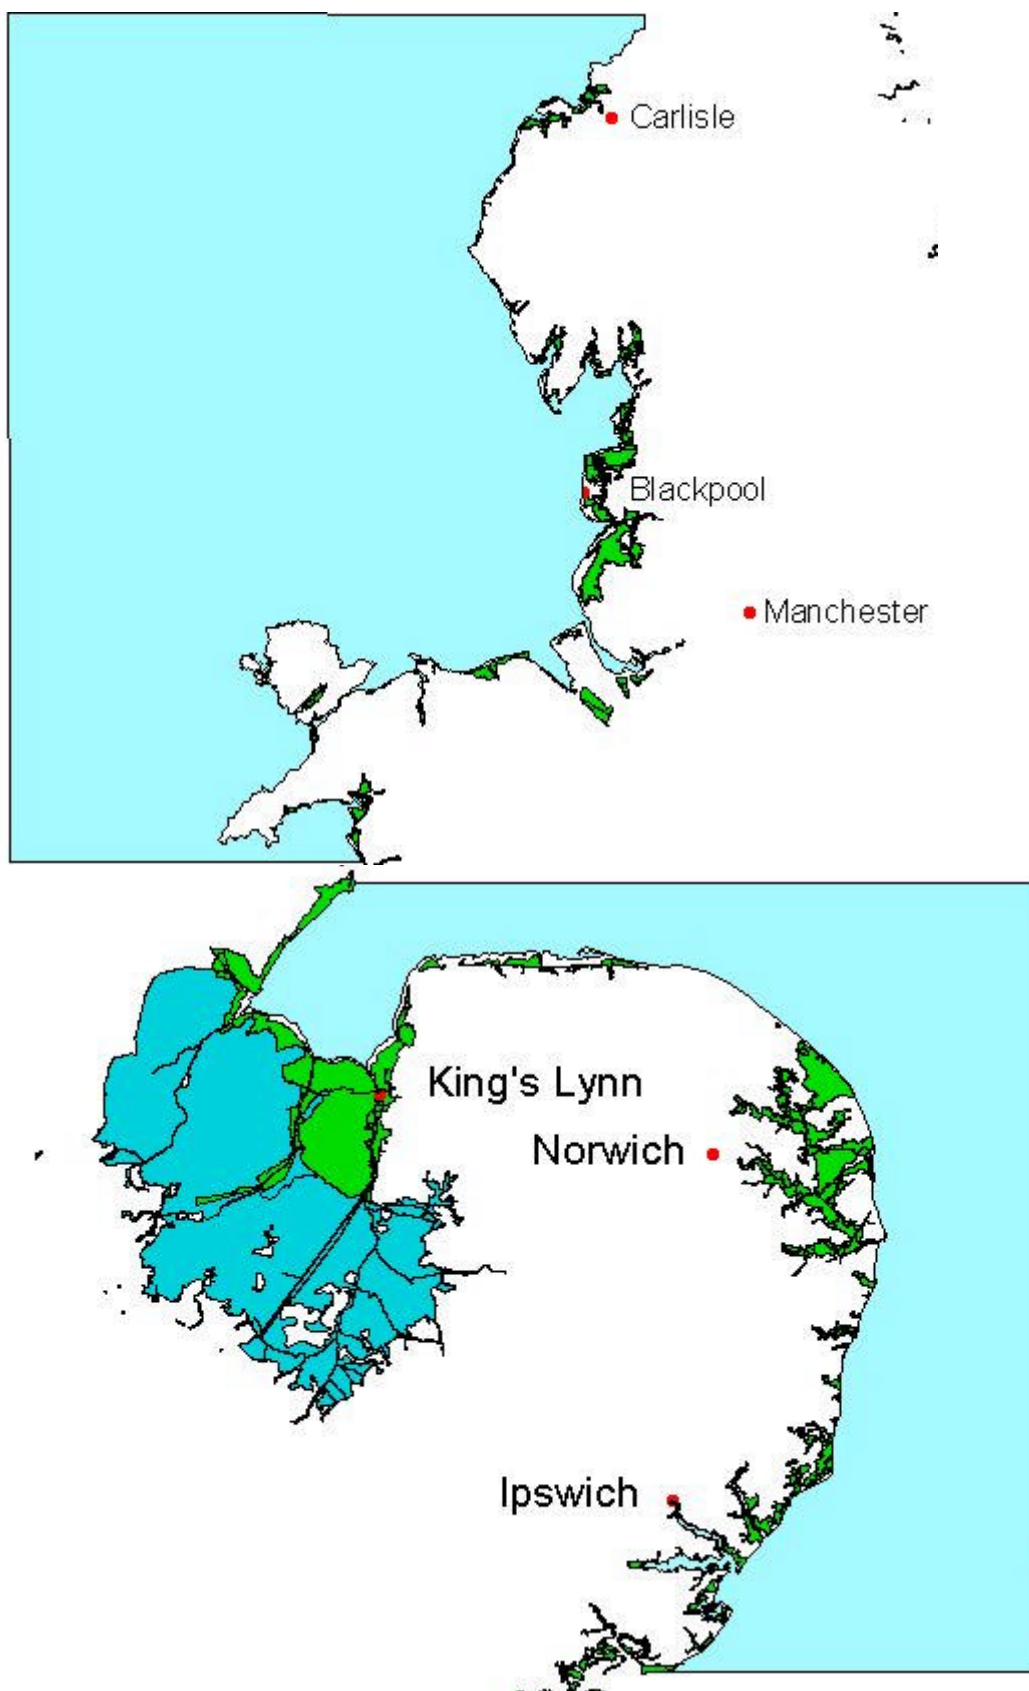 Carlisle
Blackpool
Manchester
King's Lynn
Norwich
Ipswich